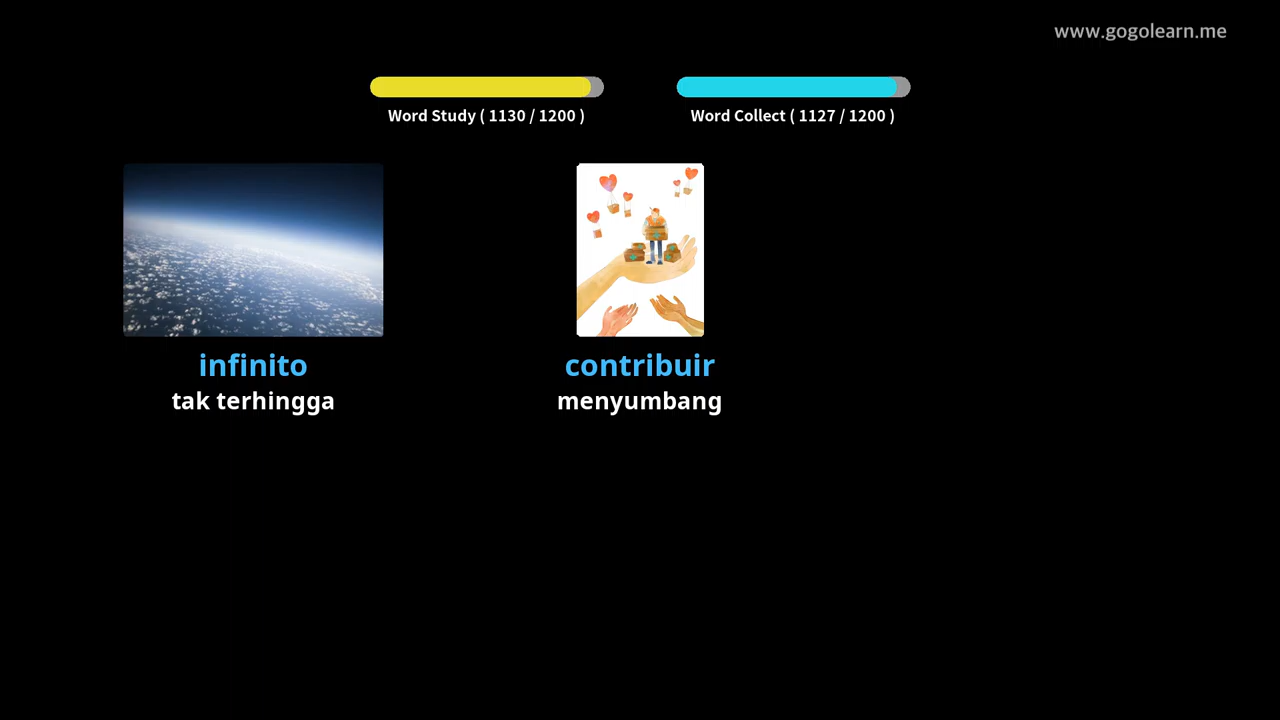 www.gogolearn.me
Word Study ( 1130 / 1200 )
Word Collect ( 1127 / 1200 )
infinito
tak terhingga
contribuir
menyumbang